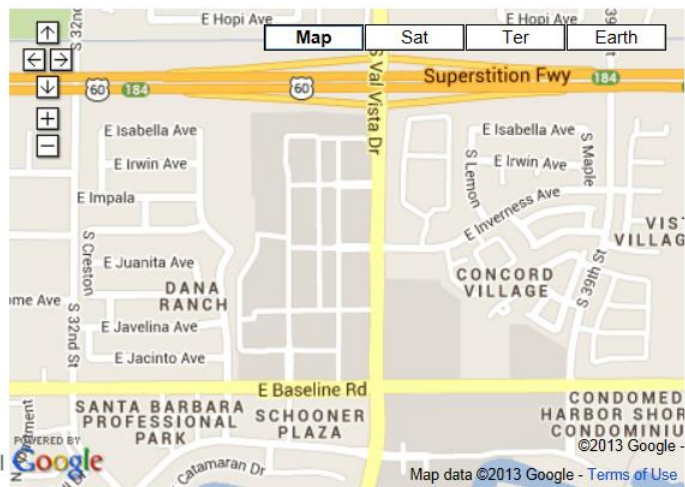 E Hopi Ave
E Hopi Ave
S 32nd
39th
Map
Sat
Ter
Earth
60
184
60
Superstition Fwy
184
S Val Vista Dr
E Isabella Ave
E Isabella Ave
S Maple
E Irwin Ave
E Irwin Ave
S Lemon
E Impala
E Inverness Ave
VIST
VILLAG
S Creston
E Juanita Ave
CONCORD
VILLAGE
S 39th St
DANA
RANCH
ome Ave
S 32nd St
E Javelina Ave
E Jacinto Ave
E Baseline Rd
SANTA BARBARA
PROFESSIONAL
PARK
SCHOONER
PLAZA
CONDOMED
HARBOR SHOR
CONDOMINIU
POWERED BY
Google
Catamaran Dr
©2013 Google -
Map data ©2013 Google - Terms of Use